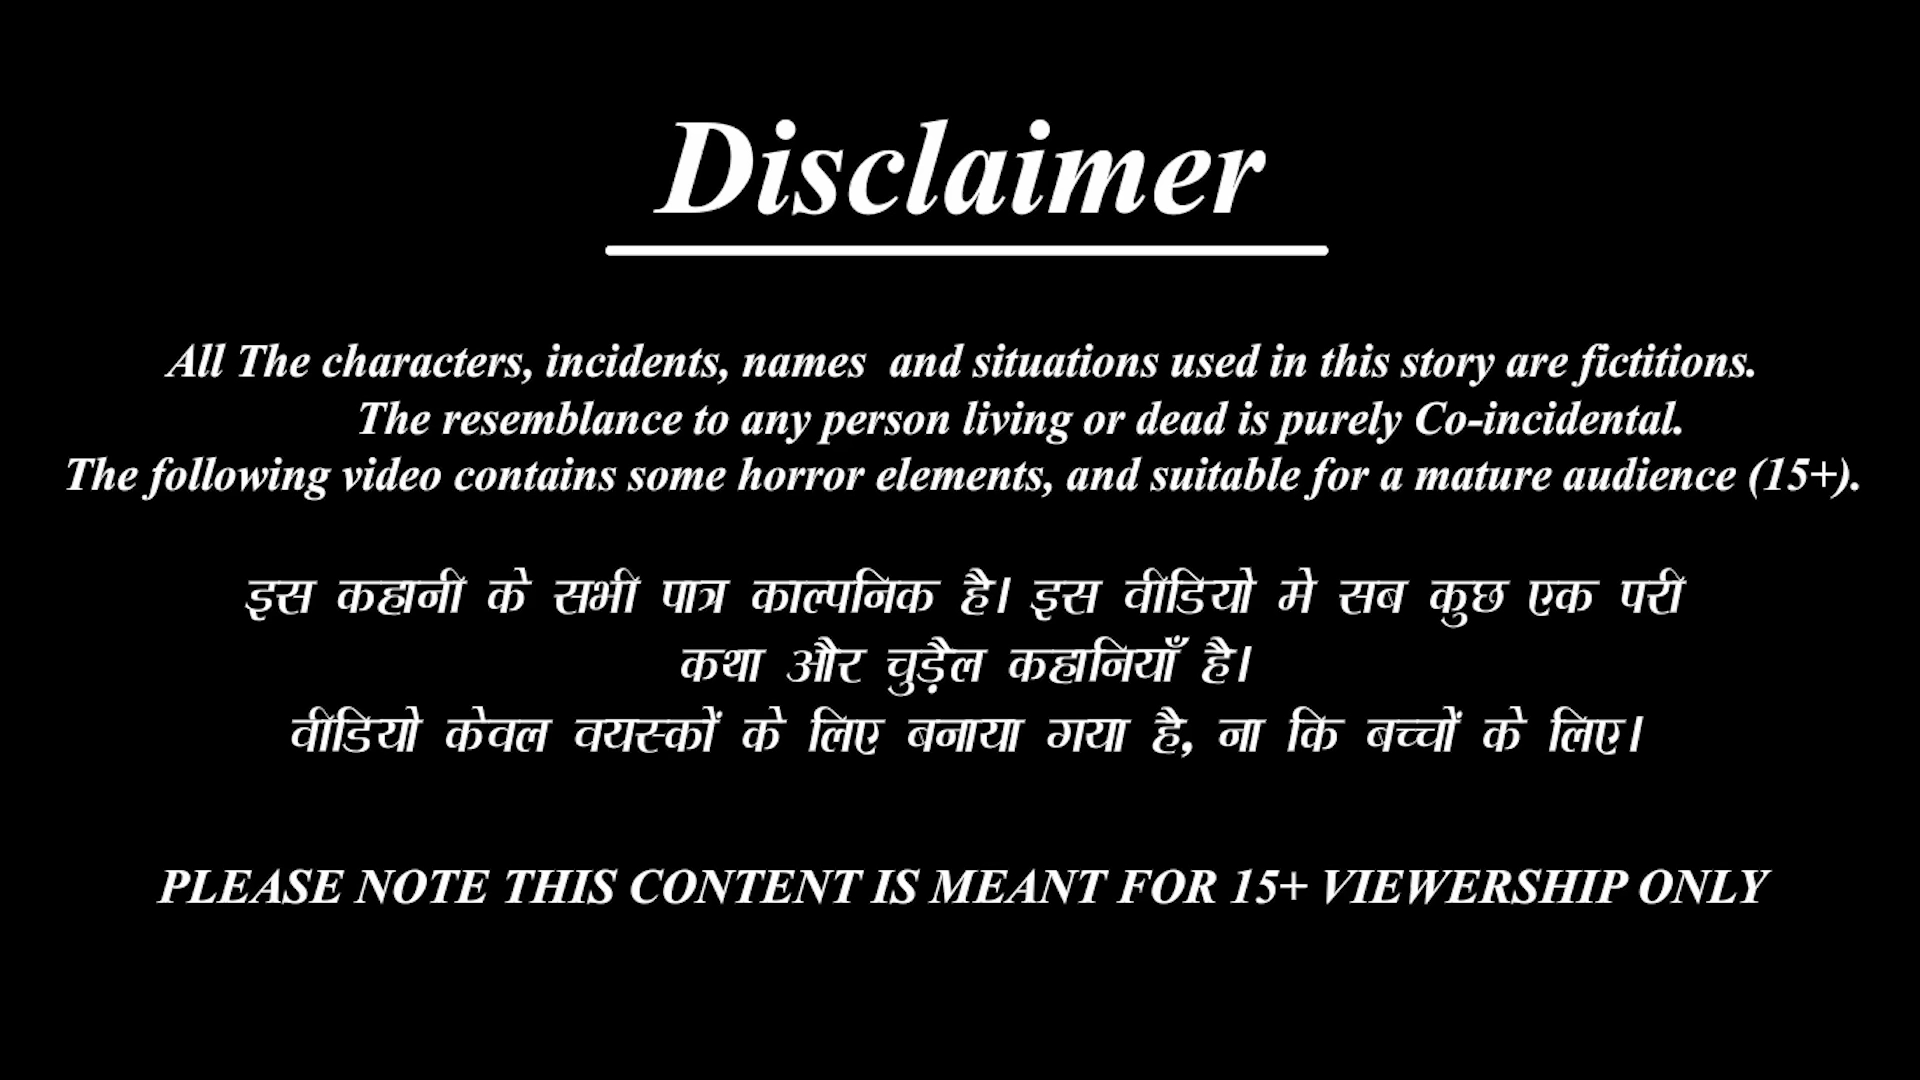 Disclaimer
All The characters, incidents, names and situations used in this story are fictitions.
The resemblance to any person living or dead is purely Co-incidental.
The following video contains some horror elements, and suitable for a mature audience (15+).
इस कहानी के सभी पात्र काल्पनिक है। इस वीडियो मे सब कुछ एक परी
कथा और चुड़ैल कहानियाँ है।
वीडियो केवल वयस्कों के लिए बनाया गया है, ना कि बच्चों के लिए।
PLEASE NOTE THIS CONTENT IS MEANT FOR 15+ VIEWERSHIP ONLY